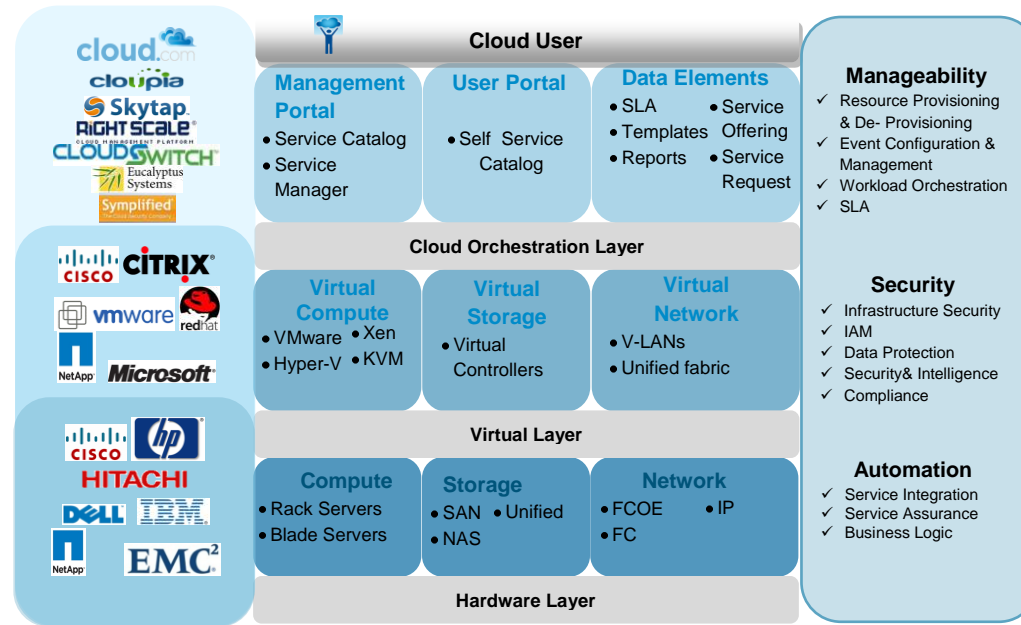 cloud.com
cloupia
Skytap
RIGHT SCALE®
CLOUD MANAGEMENT PLATFORM
CLOUDSWITCH™
Eucalyptus
Systems
Symplified
The Cloud Security Company
CISCO CITRIX®
vmware redhat
NetApp Microsoft®
CISCO hp
HITACHI
DELL IBM
NetApp EMC²
Cloud User
Management
Portal
• Service Catalog
• Service
Manager
User Portal
• Self Service
Catalog
Data Elements
• SLA
• Templates
• Reports
• Service
Offering
• Service
Request
Cloud Orchestration Layer
Virtual
Compute
• VMware • Xen
• Hyper-V • KVM
Virtual
Storage
• Virtual
Controllers
Virtual
Network
• V-LANs
• Unified fabric
Virtual Layer
Compute
• Rack Servers
• Blade Servers
Storage
• SAN • Unified
• NAS
Network
• FCOE • IP
• FC
Hardware Layer
Manageability
✓ Resource Provisioning
& De- Provisioning
✓ Event Configuration &
Management
✓ Workload Orchestration
✓ SLA
Security
✓ Infrastructure Security
✓ IAM
✓ Data Protection
✓ Security& Intelligence
✓ Compliance
Automation
✓ Service Integration
✓ Service Assurance
✓ Business Logic